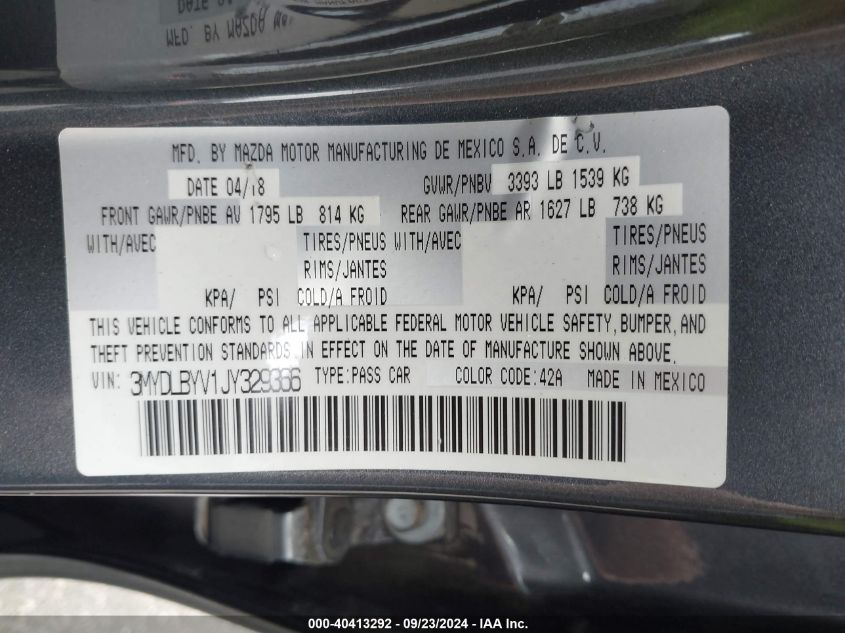 MFD. BY MAZDA MOTOR MANUFACTURING DE MEXICO S.A. DE C.V.
DATE 04/18 GVWR/PNBV 3393 LB 1539 KG
FRONT GAWR/PNBE AV 1795 LB 814 KG REAR GAWR/PNBE AR 1627 LB 738 KG
WITH/AVEC TIRES/PNEUS WITH/AVEC TIRES/PNEUS
RIMS/JANTES RIMS/JANTES
KPA/ PSI COLD/A FROID KPA/ PSI COLD/A FROID
THIS VEHICLE CONFORMS TO ALL APPLICABLE FEDERAL MOTOR VEHICLE SAFETY, BUMPER, AND
THEFT PREVENTION STANDARDS IN EFFECT ON THE DATE OF MANUFACTURE SHOWN ABOVE.
VIN: 3MYDLBYV1JY329366 TYPE:PASS CAR COLOR CODE:42A MADE IN MEXICO
000-40413292 - 09/23/2024 - IAA Inc.